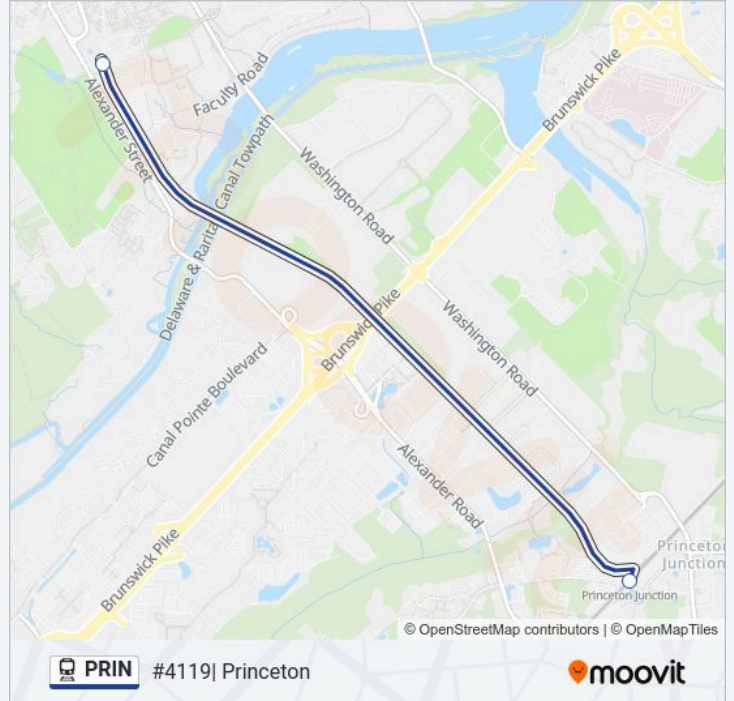 Faculty Road
Brunswick Pike
Alexander Street
Washington Road
Delaware & Raritan Canal Towpath
Brunswick Pike
Washington Road
Canal Pointe Boulevard
Alexander Road
Brunswick Pike
Princeton
Junction
Princeton Junction
© OpenStreetMap contributors | © OpenMapTiles
PRIN #4119| Princeton
moovit